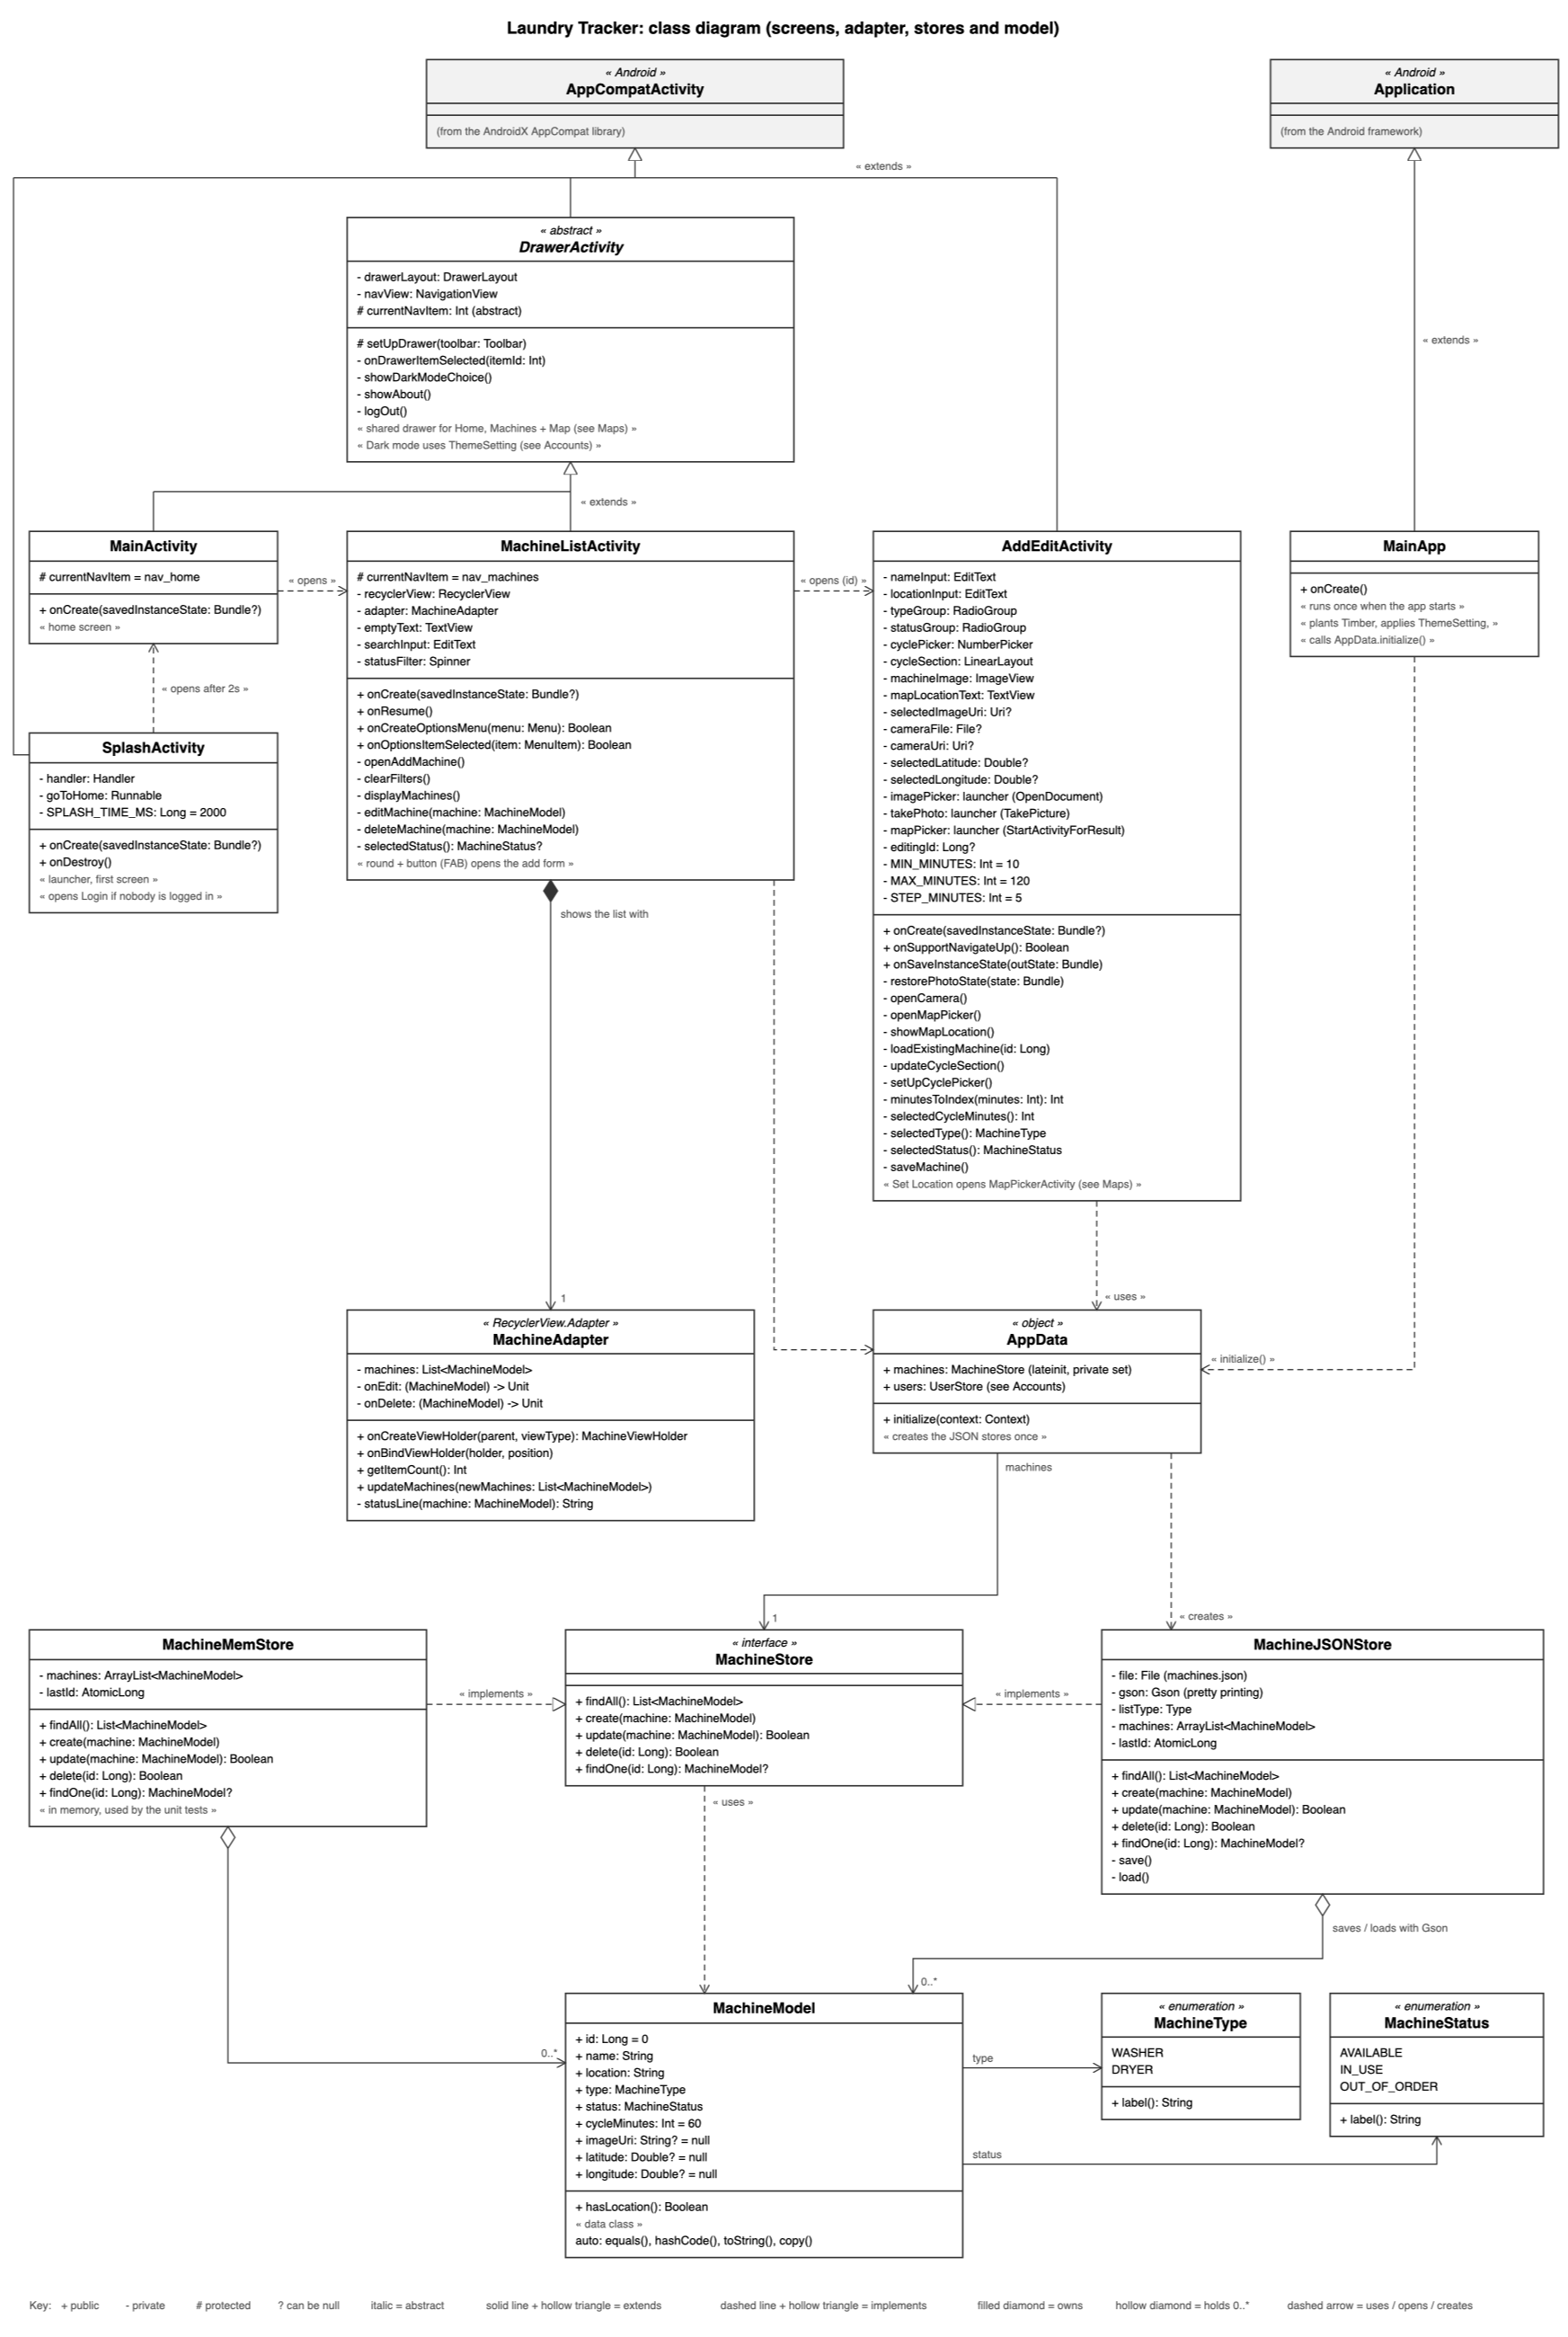 Laundry Tracker: class diagram (screens, adapter, stores and model)
« Android »
AppCompatActivity
(from the AndroidX AppCompat library)
« Android »
Application
(from the Android framework)
« extends »
« abstract »
DrawerActivity
- drawerLayout: DrawerLayout
- navView: NavigationView
# currentNavItem: Int (abstract)
# setUpDrawer(toolbar: Toolbar)
- onDrawerItemSelected(itemId: Int)
- showDarkModeChoice()
- showAbout()
- logOut()
« shared drawer for Home, Machines + Map (see Maps) »
« Dark mode uses ThemeSetting (see Accounts) »
« extends »
« extends »
MainActivity
# currentNavItem = nav_home
+ onCreate(savedInstanceState: Bundle?)
« home screen »
« opens »
« opens after 2s »
SplashActivity
- handler: Handler
- goToHome: Runnable
- SPLASH_TIME_MS: Long = 2000
+ onCreate(savedInstanceState: Bundle?)
+ onDestroy()
« launcher, first screen »
« opens Login if nobody is logged in »
MachineListActivity
# currentNavItem = nav_machines
- recyclerView: RecyclerView
- adapter: MachineAdapter
- emptyText: TextView
- searchInput: EditText
- statusFilter: Spinner
+ onCreate(savedInstanceState: Bundle?)
+ onResume()
+ onCreateOptionsMenu(menu: Menu): Boolean
+ onOptionsItemSelected(item: MenuItem): Boolean
- openAddMachine()
- clearFilters()
- displayMachines()
- editMachine(machine: MachineModel)
- deleteMachine(machine: MachineModel)
- selectedStatus(): MachineStatus?
« round + button (FAB) opens the add form »
« opens (id) »
shows the list with
1
AddEditActivity
- nameInput: EditText
- locationInput: EditText
- typeGroup: RadioGroup
- statusGroup: RadioGroup
- cyclePicker: NumberPicker
- cycleSection: LinearLayout
- machineImage: ImageView
- mapLocationText: TextView
- selectedImageUri: Uri?
- cameraFile: File?
- cameraUri: Uri?
- selectedLatitude: Double?
- selectedLongitude: Double?
- imagePicker: launcher (OpenDocument)
- takePhoto: launcher (TakePicture)
- mapPicker: launcher (StartActivityForResult)
- editingId: Long?
- MIN_MINUTES: Int = 10
- MAX_MINUTES: Int = 120
- STEP_MINUTES: Int = 5
+ onCreate(savedInstanceState: Bundle?)
+ onSupportNavigateUp(): Boolean
+ onSaveInstanceState(outState: Bundle)
- restorePhotoState(state: Bundle)
- openCamera()
- openMapPicker()
- showMapLocation()
- loadExistingMachine(id: Long)
- updateCycleSection()
- setUpCyclePicker()
- minutesToIndex(minutes: Int): Int
- selectedCycleMinutes(): Int
- selectedType(): MachineType
- selectedStatus(): MachineStatus
- saveMachine()
« Set Location opens MapPickerActivity (see Maps) »
« uses »
MainApp
+ onCreate()
« runs once when the app starts »
« plants Timber, applies ThemeSetting, »
« calls AppData.initialize() »
« initialize() »
« RecyclerView.Adapter »
MachineAdapter
- machines: List<MachineModel>
- onEdit: (MachineModel) -> Unit
- onDelete: (MachineModel) -> Unit
+ onCreateViewHolder(parent, viewType): MachineViewHolder
+ onBindViewHolder(holder, position)
+ getItemCount(): Int
+ updateMachines(newMachines: List<MachineModel>)
- statusLine(machine: MachineModel): String
« object »
AppData
+ machines: MachineStore (lateinit, private set)
+ users: UserStore (see Accounts)
+ initialize(context: Context)
« creates the JSON stores once »
machines
1
« creates »
MachineMemStore
- machines: ArrayList<MachineModel>
- lastId: AtomicLong
+ findAll(): List<MachineModel>
+ create(machine: MachineModel)
+ update(machine: MachineModel): Boolean
+ delete(id: Long): Boolean
+ findOne(id: Long): MachineModel?
« in memory, used by the unit tests »
« implements »
« interface »
MachineStore
+ findAll(): List<MachineModel>
+ create(machine: MachineModel)
+ update(machine: MachineModel): Boolean
+ delete(id: Long): Boolean
+ findOne(id: Long): MachineModel?
« implements »
« uses »
MachineJSONStore
- file: File (machines.json)
- gson: Gson (pretty printing)
- listType: Type
- machines: ArrayList<MachineModel>
- lastId: AtomicLong
+ findAll(): List<MachineModel>
+ create(machine: MachineModel)
+ update(machine: MachineModel): Boolean
+ delete(id: Long): Boolean
+ findOne(id: Long): MachineModel?
- save()
- load()
saves / loads with Gson
0..*
0..*
MachineModel
+ id: Long = 0
+ name: String
+ location: String
+ type: MachineType
+ status: MachineStatus
+ cycleMinutes: Int = 60
+ imageUri: String? = null
+ latitude: Double? = null
+ longitude: Double? = null
+ hasLocation(): Boolean
« data class »
auto: equals(), hashCode(), toString(), copy()
type
status
« enumeration »
MachineType
WASHER
DRYER
+ label(): String
« enumeration »
MachineStatus
AVAILABLE
IN_USE
OUT_OF_ORDER
+ label(): String
Key: + public - private # protected ? can be null italic = abstract solid line + hollow triangle = extends dashed line + hollow triangle = implements filled diamond = owns hollow diamond = holds 0..* dashed arrow = uses / opens / creates